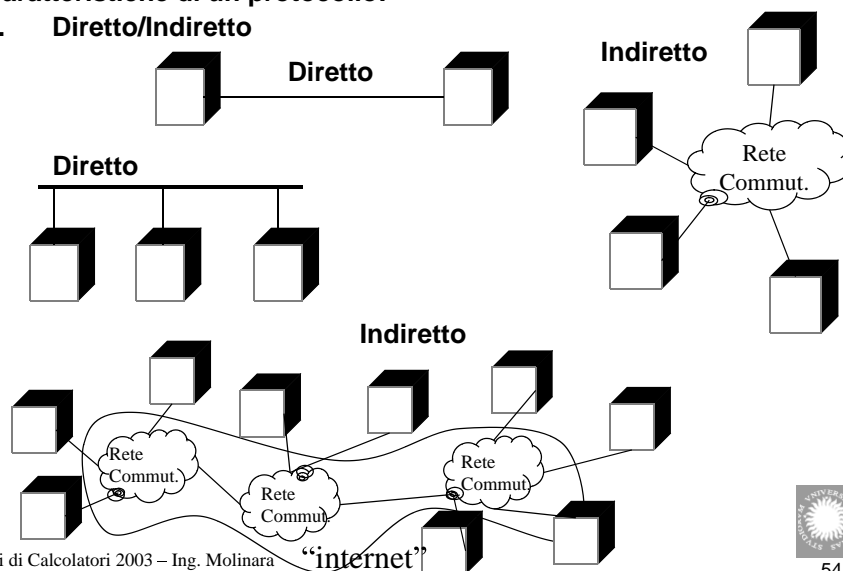 aratteristiche di un protocollo:
. Diretto/Indiretto
Diretto
Indiretto
Rete
Commut.
Diretto
Indiretto
Rete
Commut.
Rete
Commut.
Rete
Commut.
i di Calcolatori 2003 – Ing. Molinara
“internet”
54